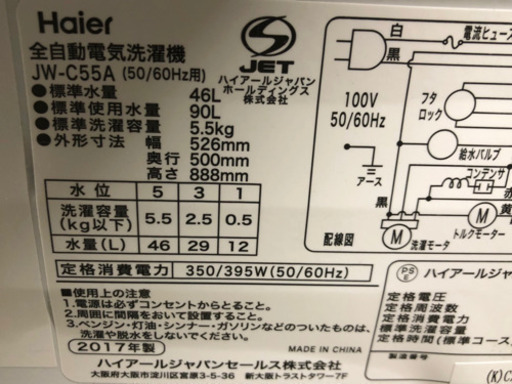 Haier
全自動電気洗濯機
JW-C55A (50/60Hz用)
●標準水量 46L
●標準使用水量 90L
●標準洗濯容量 5.5kg
●外形寸法 幅 526mm
奥行 500mm
高さ 888mm
S
JET
ハイアールジャパン
ホールディングス
株式会社
水位 5 3 1
洗濯容量(kg以下) 5.5 2.5 0.5
水量(L) 46 29 12
定格消費電力 350/395W(50/60Hz)
■使用上の注意
1.電源は必ずコンセントからとること。
2.周囲に間隔をおいて設置すること。
3.ベンジン・灯油・シンナー・ガソリンなどのついたものは、
洗濯や脱水をしないでください。
2017年製 MADE IN CHINA
ハイアールジャパンセールス株式会社
大阪府大阪市淀川区宮原3-5-36 新大阪トラストタワー7F
白
黒
電流ヒュー
100V
50/60Hz
フタ
ロック
給水バルブ
コンデンサ
アース
黒
赤
黄
M
トルクモーター
M
洗濯モータ
配線図
PS
E
ハイアールジャ
定格電圧
定格周波数
定格消費電力
標準洗濯容量
定格時間(標準コース)
製造番号
(K)C